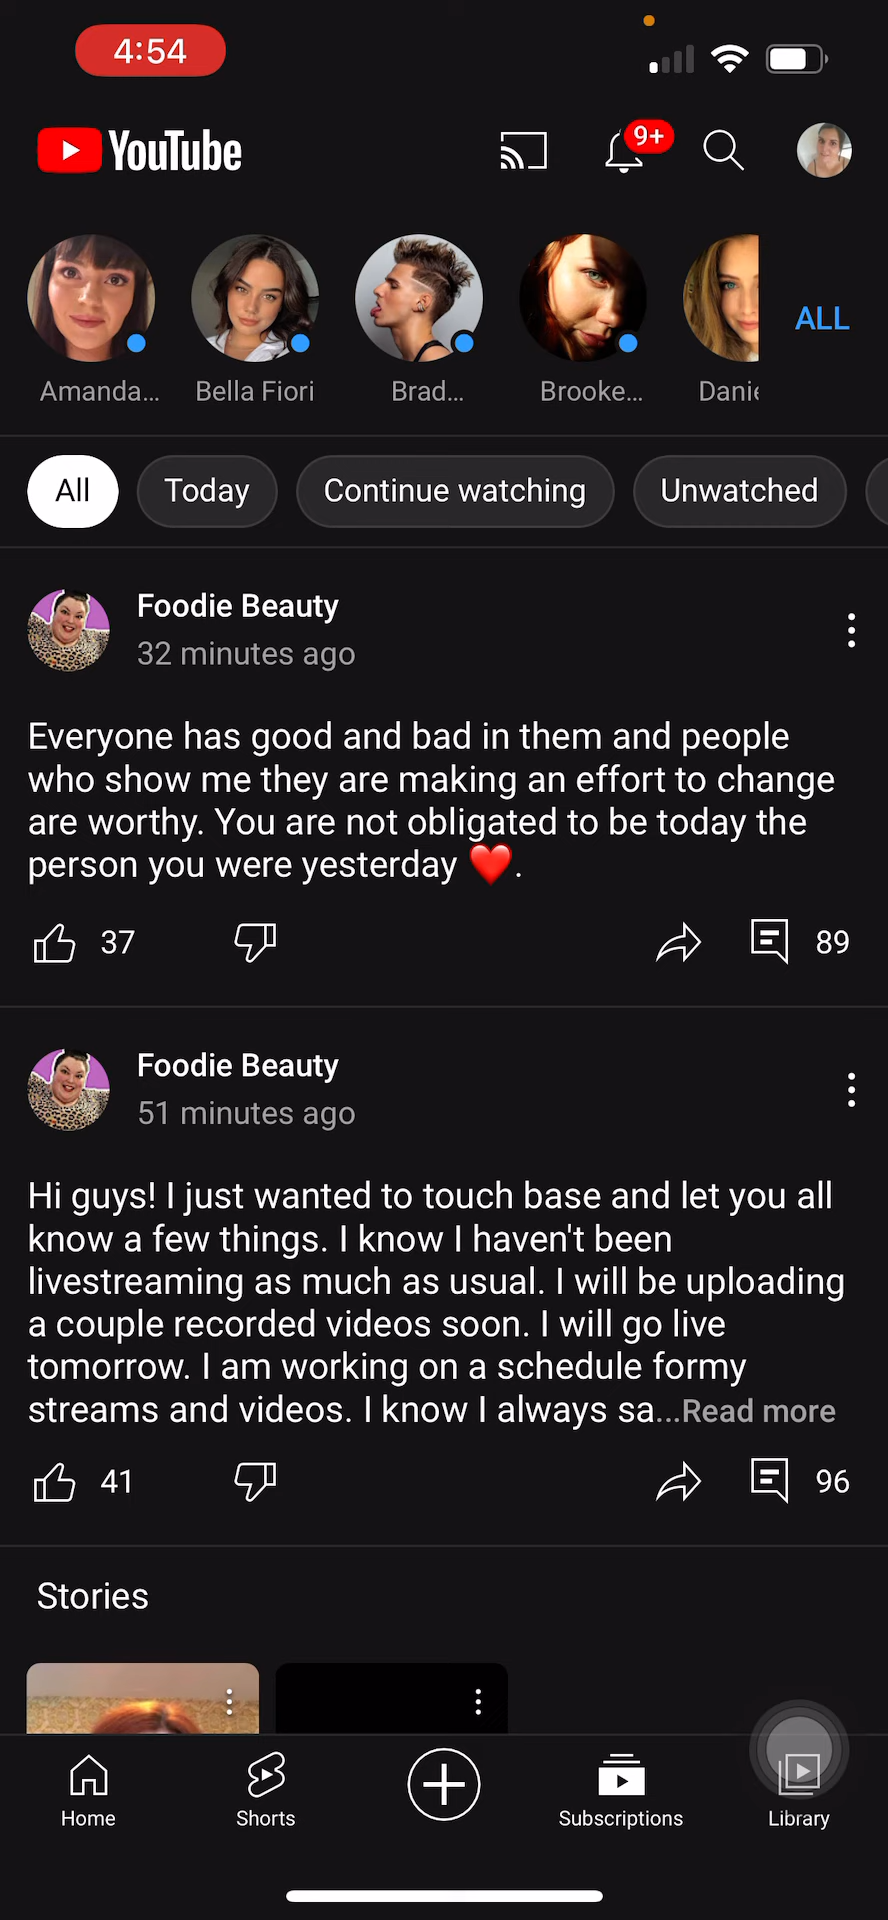 4:54
YouTube
9+
Amanda...
Bella Fiori
Brad...
Brooke...
Danie
ALL
All
Today
Continue watching
Unwatched
Foodie Beauty
32 minutes ago
Everyone has good and bad in them and people
who show me they are making an effort to change
are worthy. You are not obligated to be today the
person you were yesterday ❤️.
37
89
Foodie Beauty
51 minutes ago
Hi guys! I just wanted to touch base and let you all
know a few things. I know I haven't been
livestreaming as much as usual. I will be uploading
a couple recorded videos soon. I will go live
tomorrow. I am working on a schedule formy
streams and videos. I know I always sa...Read more
41
96
Stories
Home
Shorts
Subscriptions
Library